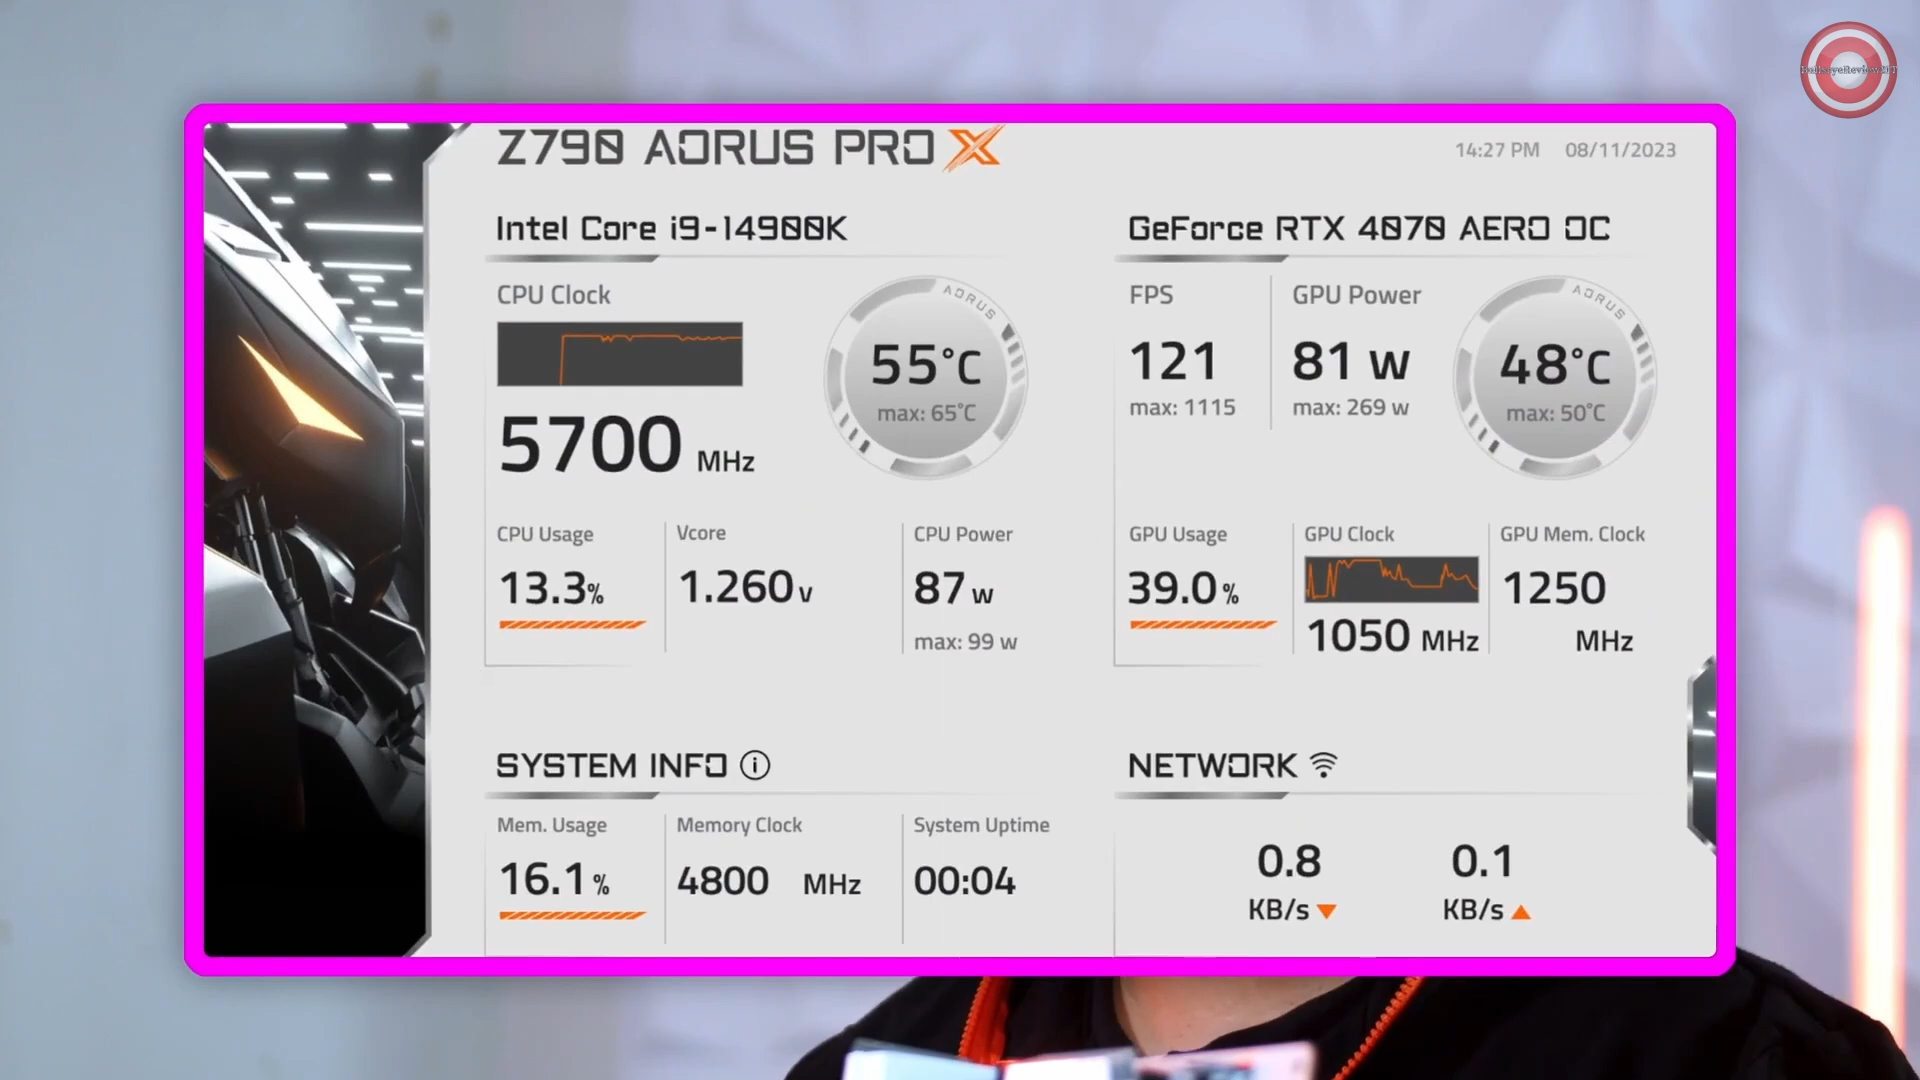 Z790 AORUS PRO X
14:27 PM 08/11/2023
Intel Core i9-14900K
CPU Clock
AORUS
55°C
max: 65°C
5700 MHz
CPU Usage
13.3%
Vcore
1.260 v
CPU Power
87 w
max: 99 w
GeForce RTX 4070 AERO OC
FPS
121
max: 1115
GPU Power
81 w
max: 269 w
AORUS
48°C
max: 50°C
GPU Usage
39.0 %
GPU Clock
1050 MHz
GPU Mem. Clock
1250
MHz
SYSTEM INFO
Mem. Usage
16.1 %
Memory Clock
4800 MHz
System Uptime
00:04
NETWORK
0.8
KB/s
0.1
KB/s